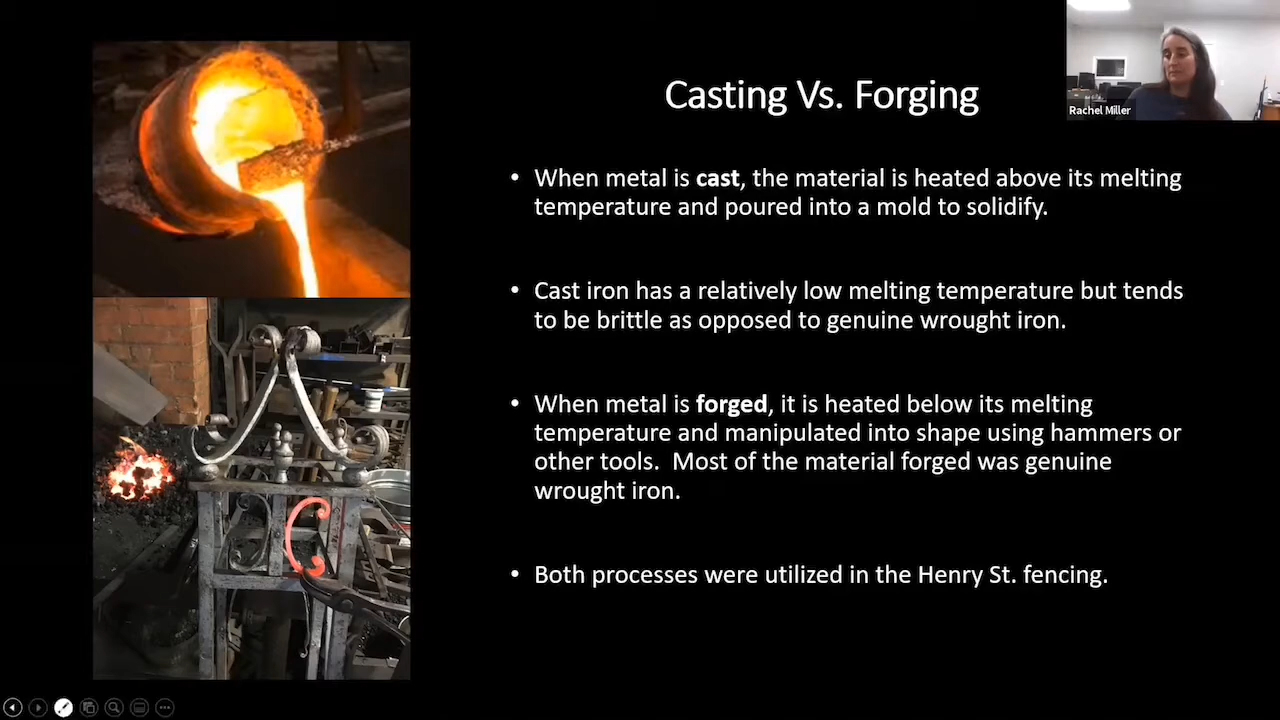 Casting Vs. Forging
Rachel Miller
• When metal is cast, the material is heated above its melting
temperature and poured into a mold to solidify.
• Cast iron has a relatively low melting temperature but tends
to be brittle as opposed to genuine wrought iron.
• When metal is forged, it is heated below its melting
temperature and manipulated into shape using hammers or
other tools.  Most of the material forged was genuine
wrought iron.
• Both processes were utilized in the Henry St. fencing.